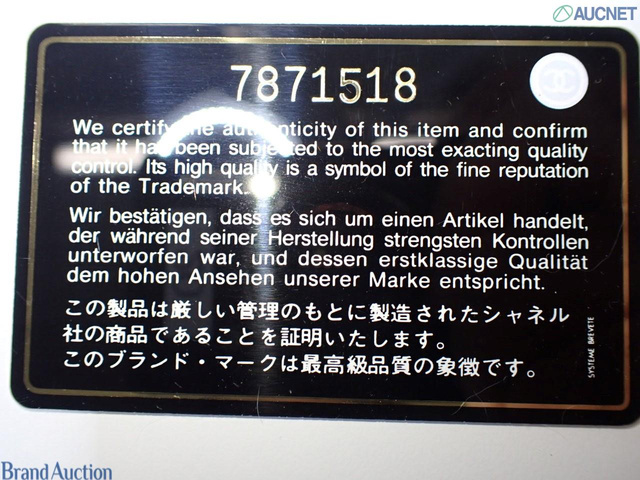 AUCNET
7871518
We certify the authenticity of this item and confirm
that it has been subjected to the most exacting quality
control. Its high quality is a symbol of the fine reputation
of the Trademark.
Wir bestätigen, dass es sich um einen Artikel handelt,
der während seiner Herstellung strengsten Kontrollen
unterworfen war, und dessen erstklassige Qualität
dem hohen Ansehen unserer Marke entspricht.
この製品は厳しい管理のもとに製造されたシャネル
社の商品であることを証明いたします。
このブランド・マークは最高級品質の象徴です。
SYSTEME BREVETE
Brand Auction